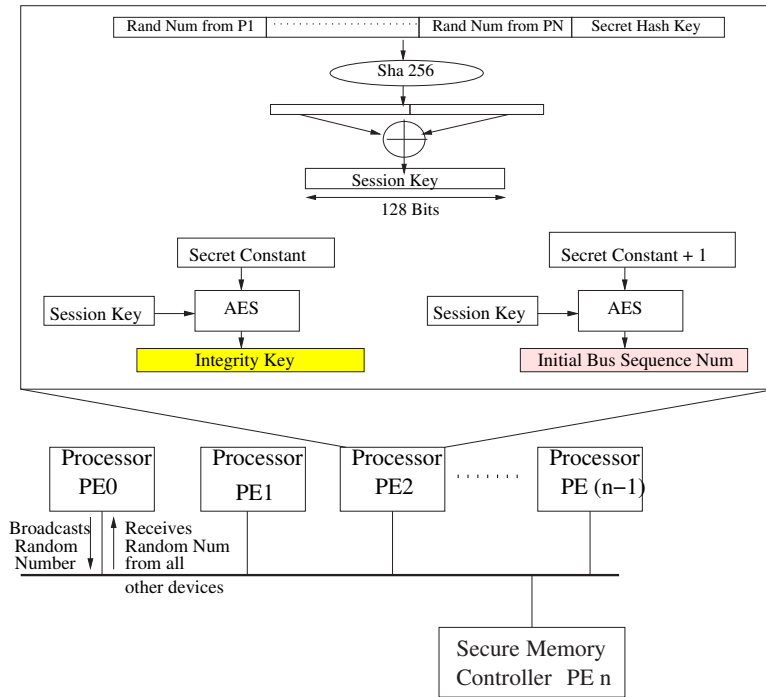 Rand Num from P1 Rand Num from PN Secret Hash Key
Sha 256
Session Key
128 Bits
Secret Constant
Secret Constant + 1
Session Key
AES
Session Key
AES
Integrity Key
Initial Bus Sequence Num
Processor
PE0
Processor
PE1
Processor
PE2
Processor
PE (n−1)
Broadcasts
Random
Number
Receives
Random Num
from all
other devices
Secure Memory
Controller PE n